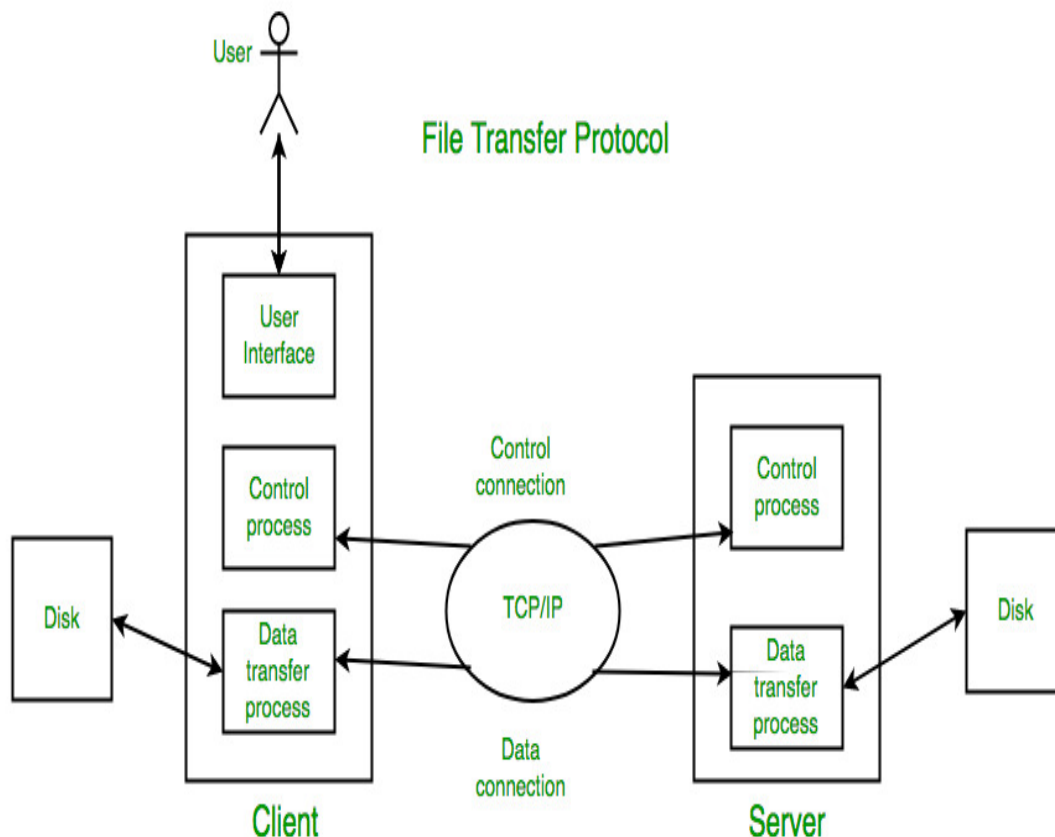 User
File Transfer Protocol
User
Interface
Control
process
Control
connection
Control
process
Disk
Data
transfer
process
TCP/IP
Data
transfer
process
Disk
Data
connection
Client
Server